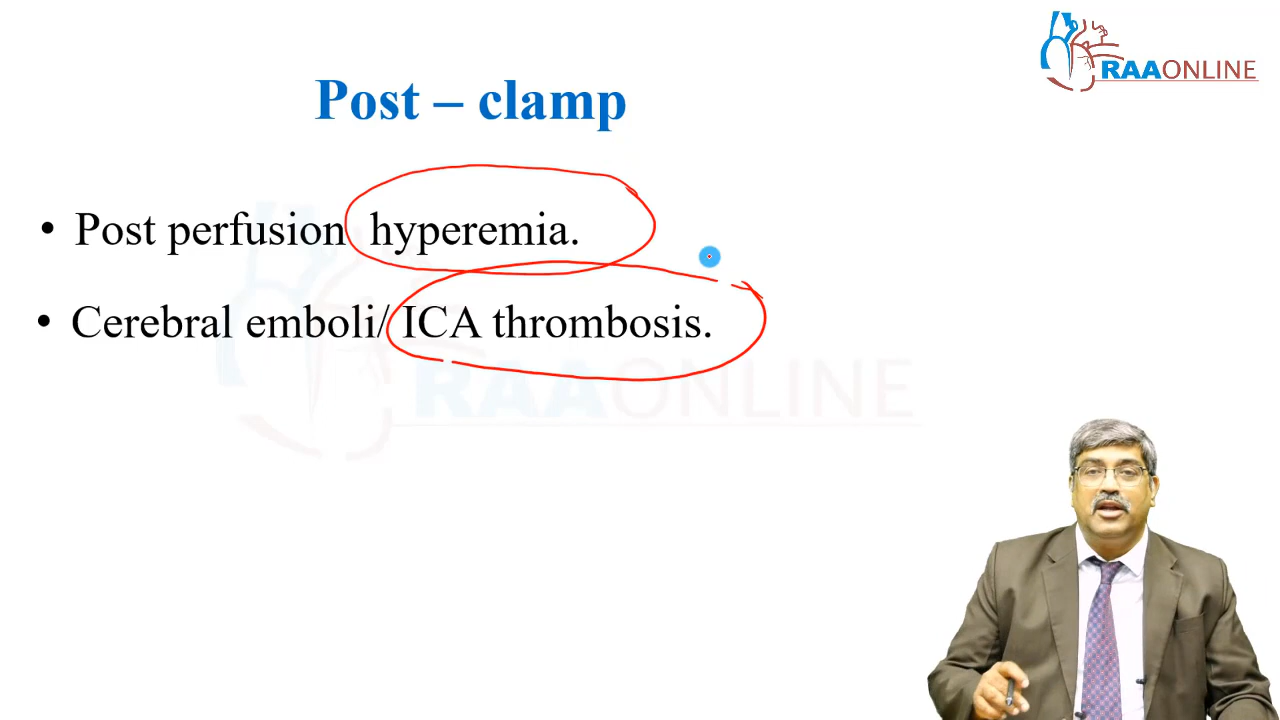 RAAONLINE
Post – clamp
• Post perfusion hyperemia.
• Cerebral emboli/ ICA thrombosis.
RAAONLINE